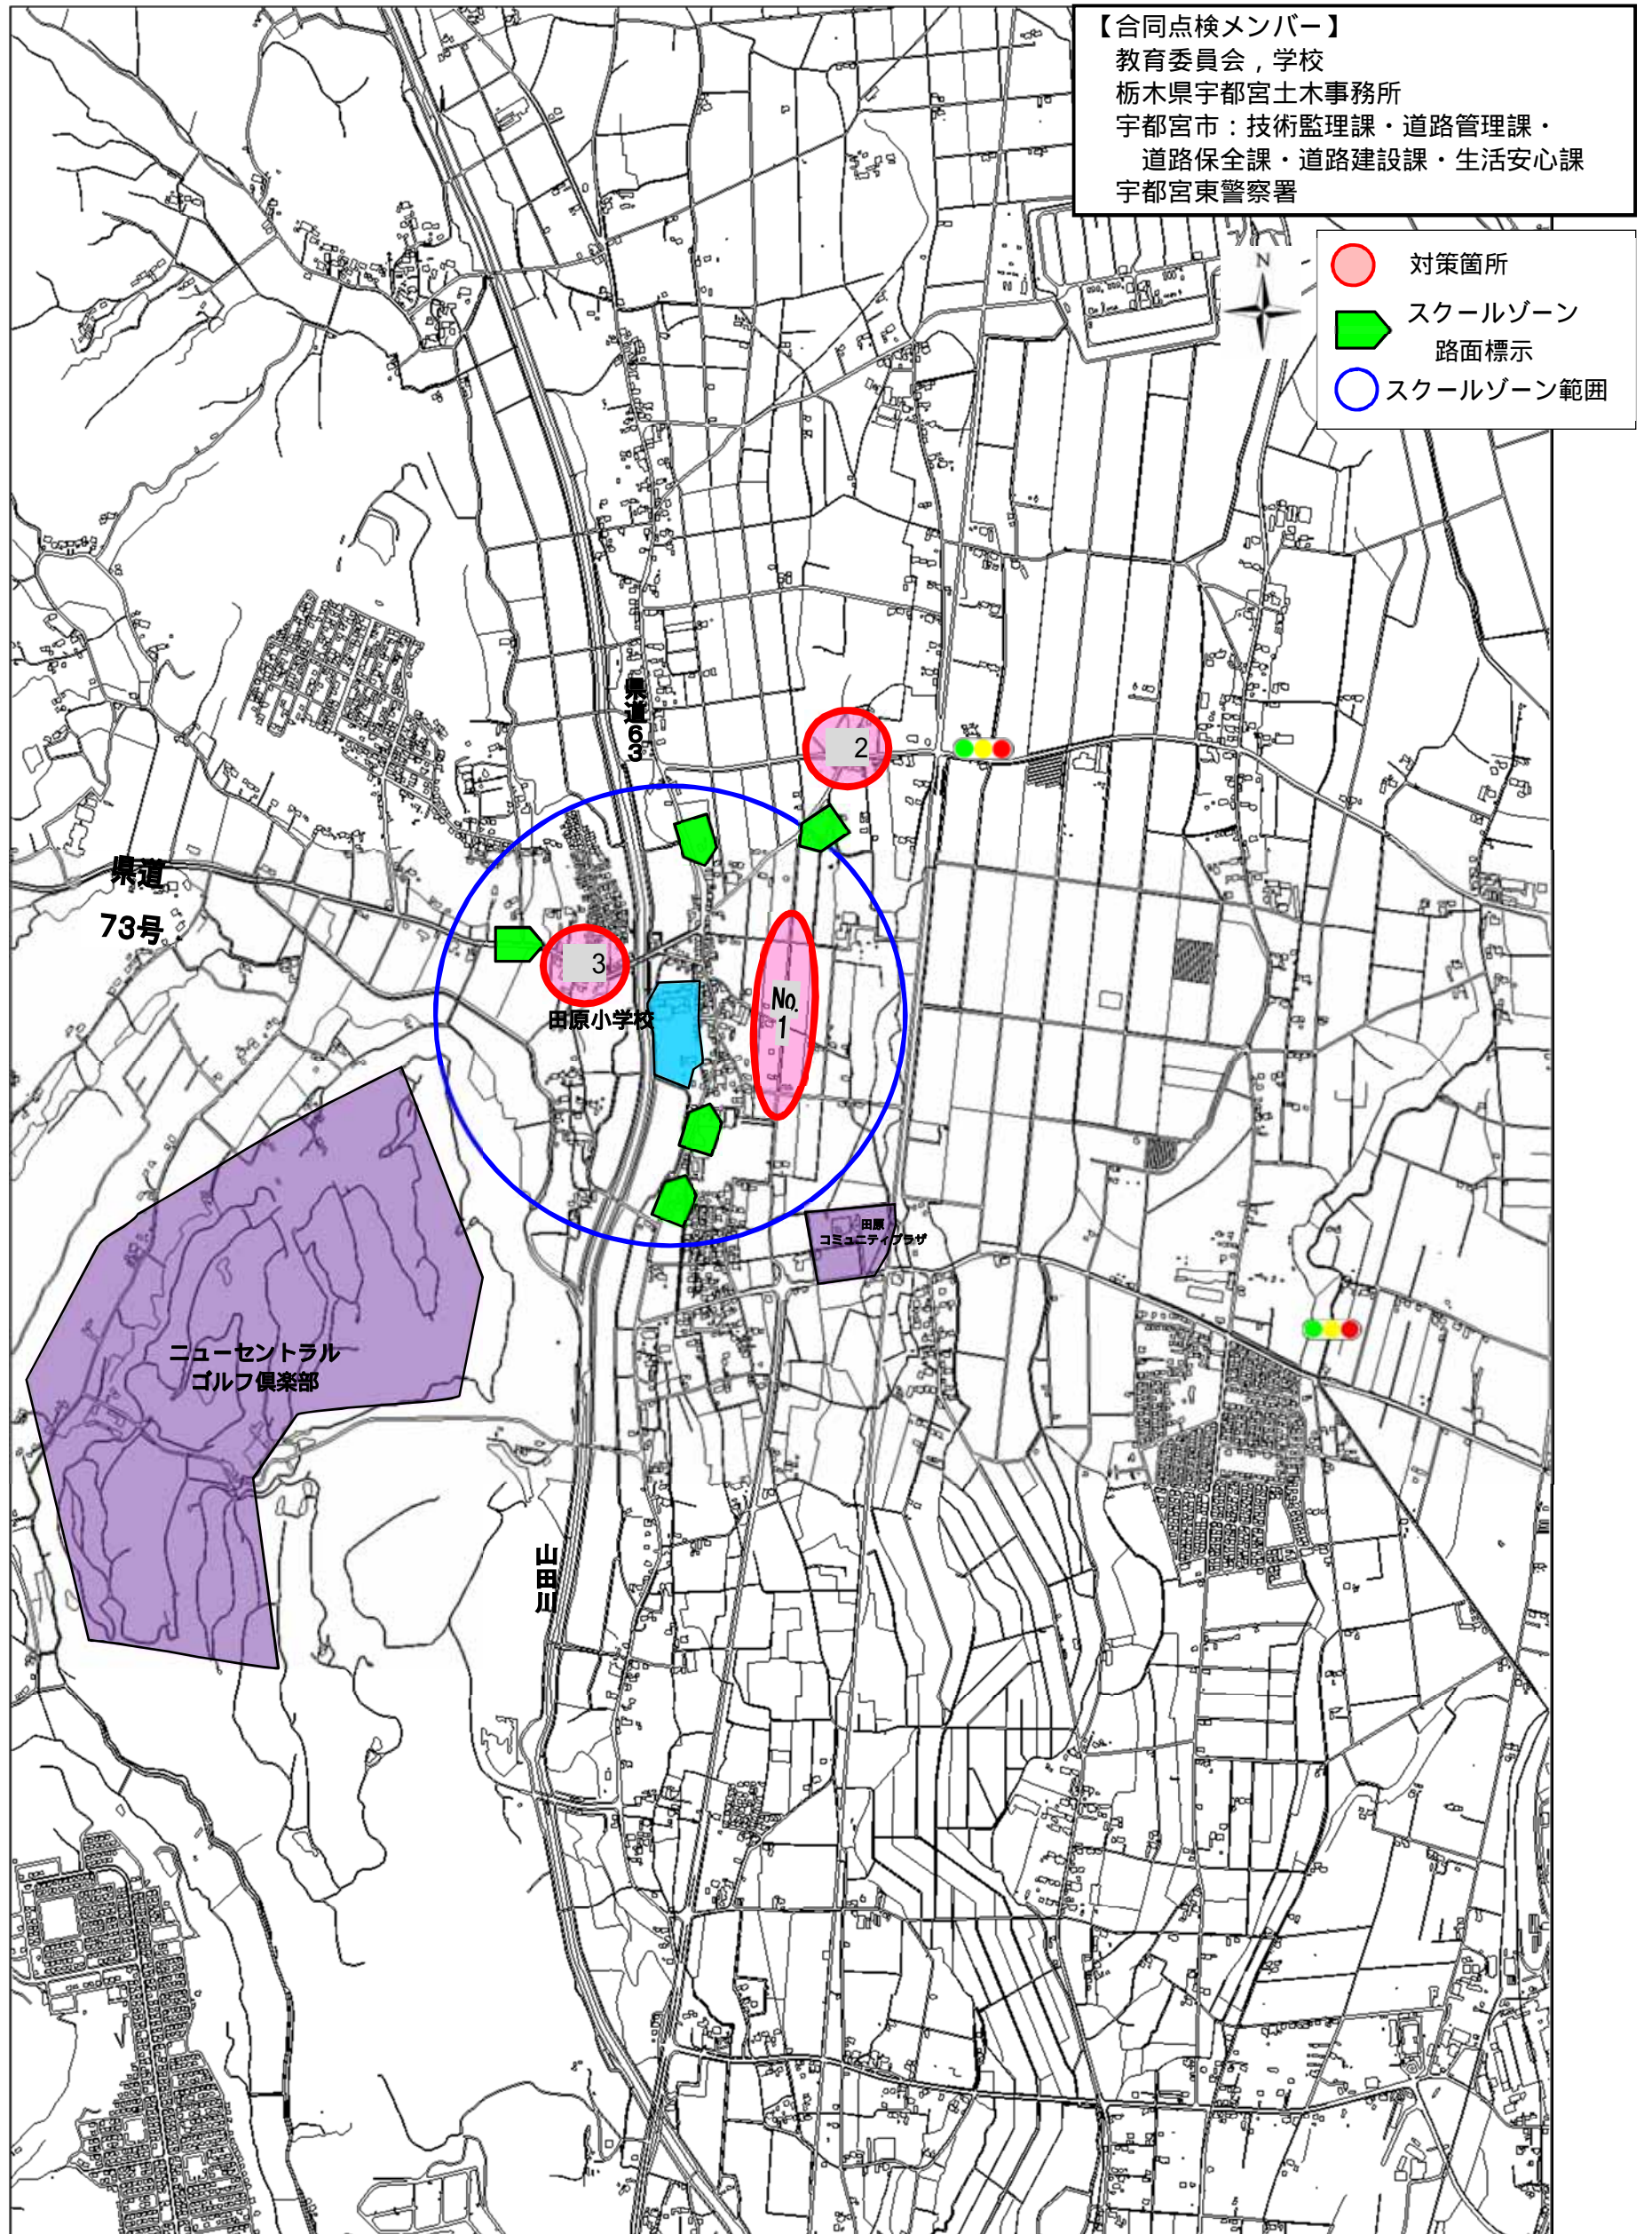 【合同点検メンバー】
教育委員会，学校
栃木県宇都宮土木事務所
宇都宮市：技術監理課・道路管理課・
道路保全課・道路建設課・生活安心課
宇都宮東警察署
N
対策箇所
スクールゾーン
路面標示
スクールゾーン範囲
県道63
2
県道
73号
3
No.
1
田原小学校
田原
コミュニティプラザ
ニューセントラル
ゴルフ倶楽部
山田川